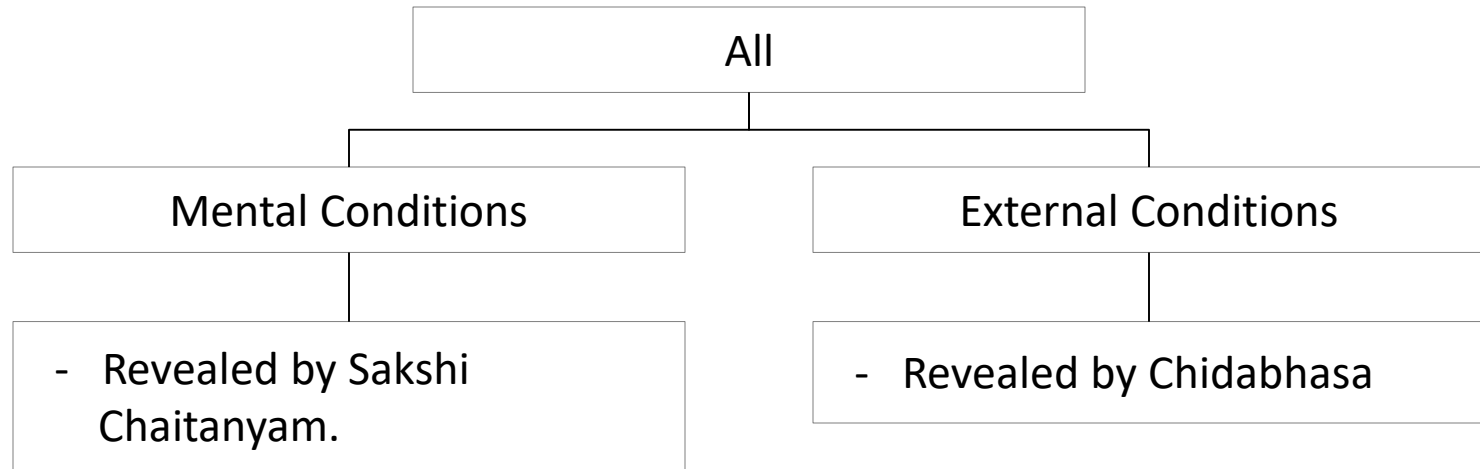 All
Mental Conditions
External Conditions
- Revealed by Sakshi
Chaitanyam.
- Revealed by Chidabhasa